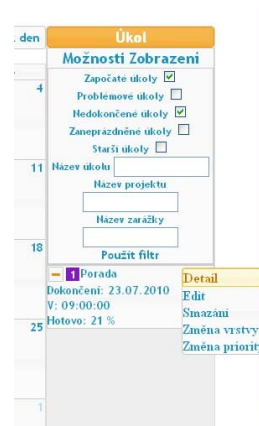 den
Úkol
Možnosti Zobrazení
Započaté úkoly
4
Problémové úkoly
Nedokončené úkoly
Zaneprázdněné úkoly
Starší úkoly
11
Název úkolu
Název projektu
Název zarážky
18
Použít filtr
1 Porada
Detail
Dokončení: 23.07.2010
Edit
V: 09:00:00
Smazání
25
Hotovo: 21 %
Změna vrstvy
Změna priority
1